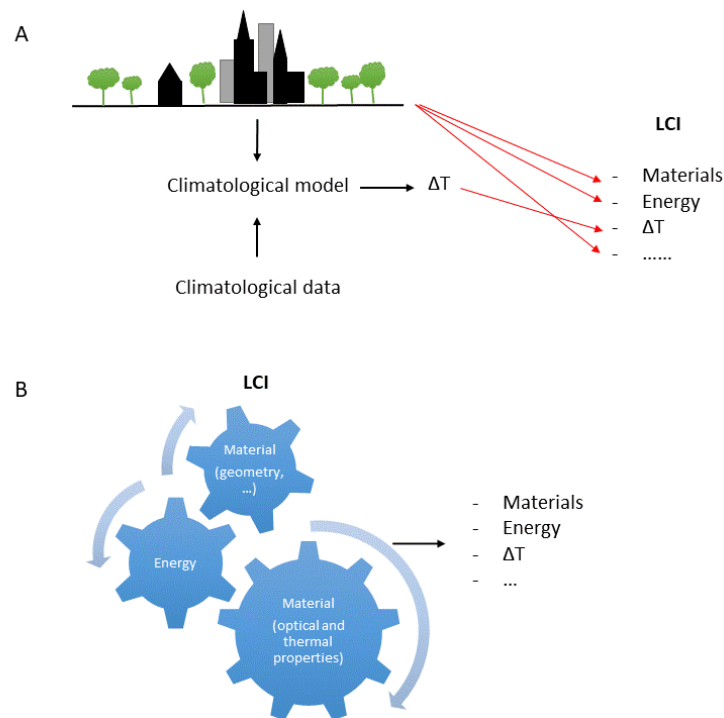 A
LCI
Climatological model
ΔT
- Materials
- Energy
- ΔT
- ......
Climatological data
B
LCI
Material
(geometry,
...)
Energy
Material
(optical and
thermal
properties)
- Materials
- Energy
- ΔT
- ...